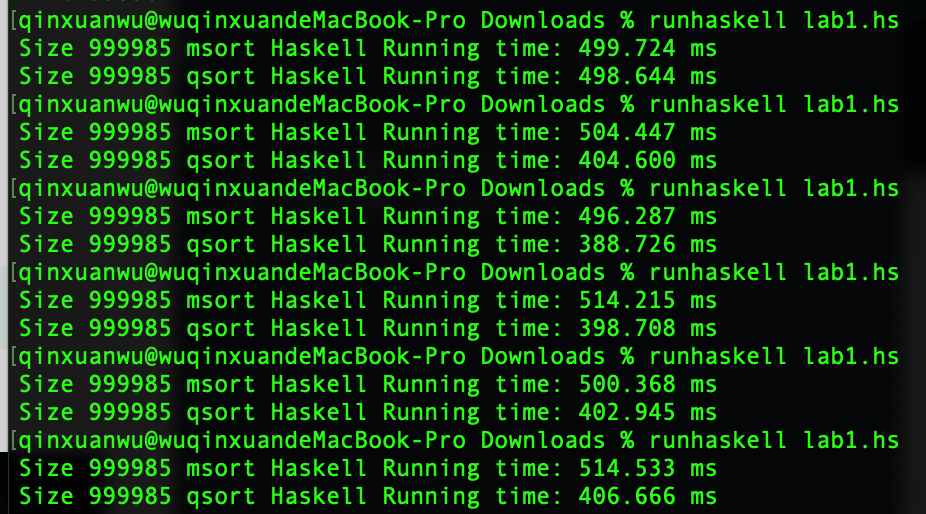 [qinxuanwu@wuqinxuandeMacBook-Pro Downloads % runhaskell lab1.hs
Size 999985 msort Haskell Running time: 499.724 ms
Size 999985 qsort Haskell Running time: 498.644 ms
[qinxuanwu@wuqinxuandeMacBook-Pro Downloads % runhaskell lab1.hs
Size 999985 msort Haskell Running time: 504.447 ms
Size 999985 qsort Haskell Running time: 404.600 ms
[qinxuanwu@wuqinxuandeMacBook-Pro Downloads % runhaskell lab1.hs
Size 999985 msort Haskell Running time: 496.287 ms
Size 999985 qsort Haskell Running time: 388.726 ms
[qinxuanwu@wuqinxuandeMacBook-Pro Downloads % runhaskell lab1.hs
Size 999985 msort Haskell Running time: 514.215 ms
Size 999985 qsort Haskell Running time: 398.708 ms
[qinxuanwu@wuqinxuandeMacBook-Pro Downloads % runhaskell lab1.hs
Size 999985 msort Haskell Running time: 500.368 ms
Size 999985 qsort Haskell Running time: 402.945 ms
[qinxuanwu@wuqinxuandeMacBook-Pro Downloads % runhaskell lab1.hs
Size 999985 msort Haskell Running time: 514.533 ms
Size 999985 qsort Haskell Running time: 406.666 ms